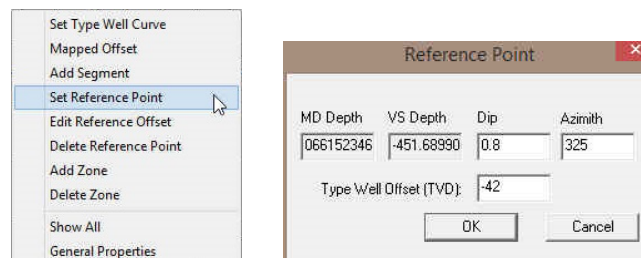 Set Type Well Curve
Mapped Offset
Add Segment
Set Reference Point
Edit Reference Offset
Delete Reference Point
Add Zone
Delete Zone
Show All
General Properties
Reference Point
MD Depth VS Depth Dip Azimith
066152346 -451.68990 0.8 325
Type Well Offset (TVD): -42
OK Cancel